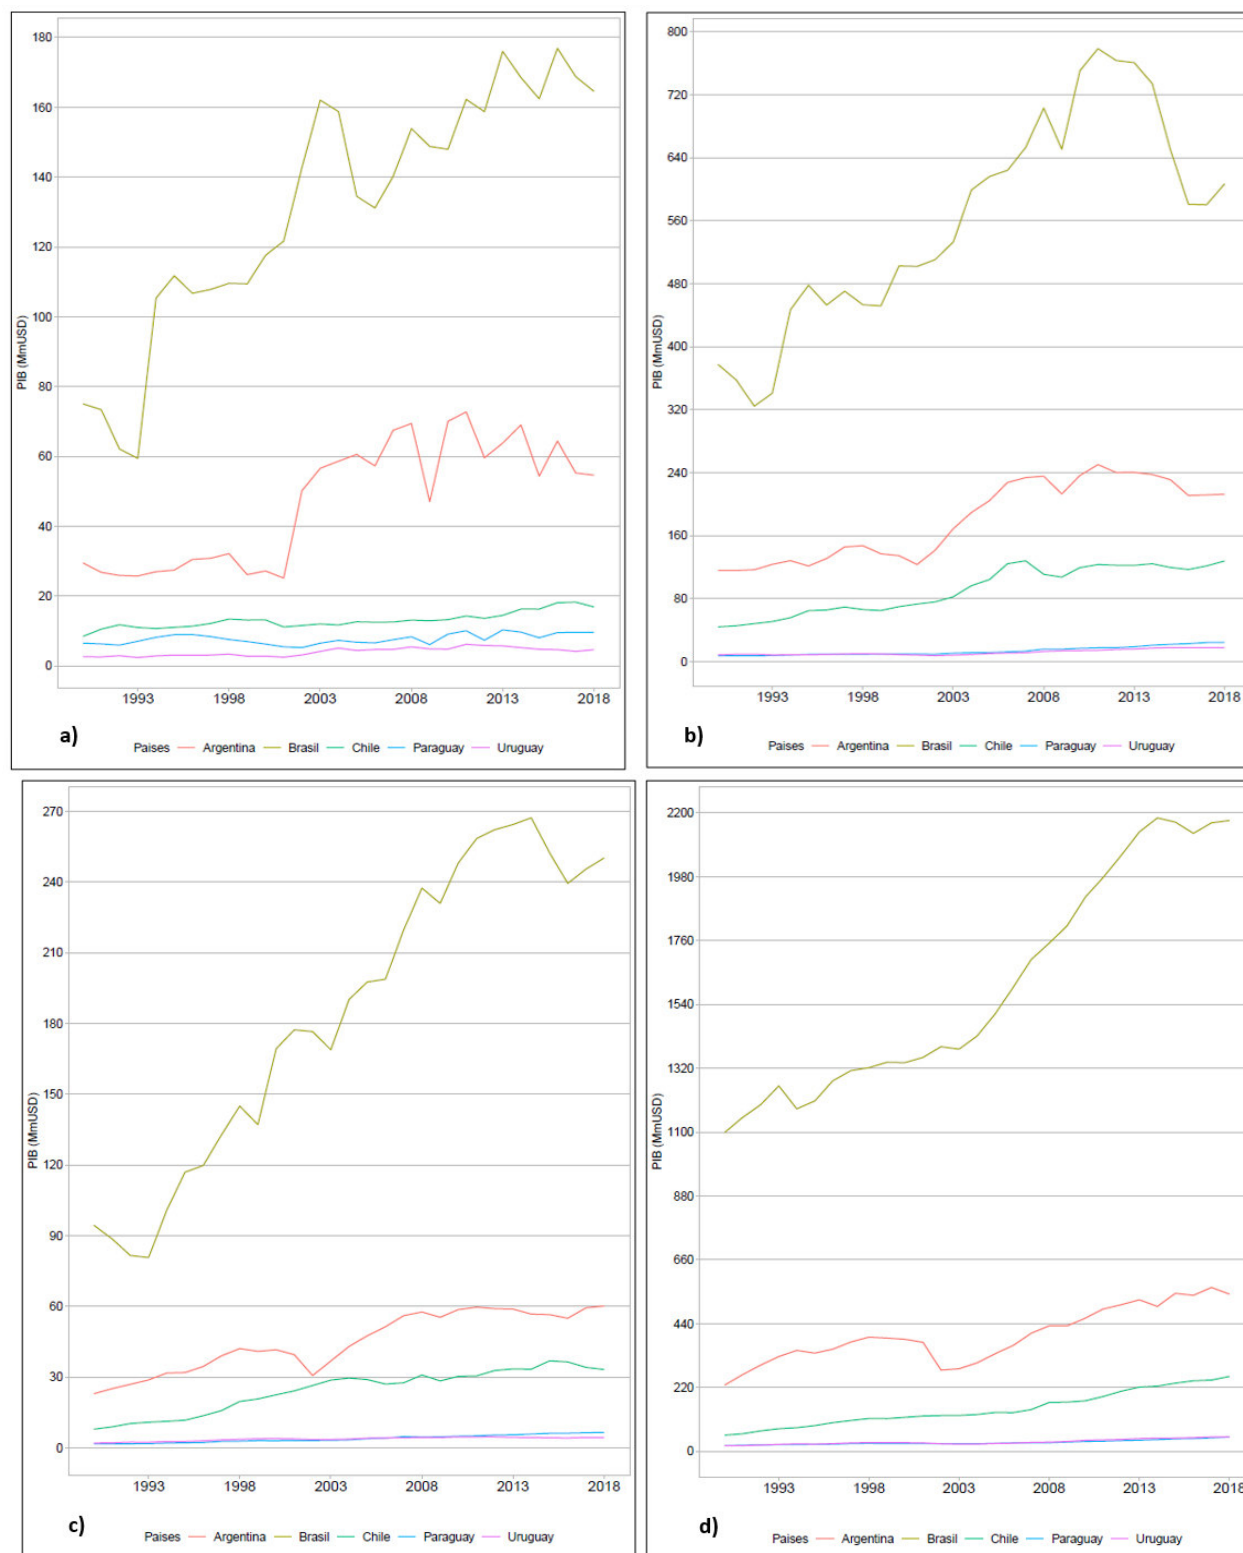 180
160
140
120
100
80
60
40
20
0
PIB (MmUSD)
1993 1998 2003 2008 2013 2018
a)
Paises Argentina Brasil Chile Paraguay Uruguay
800
720
640
560
480
400
320
240
160
80
0
PIB (MmUSD)
1993 1998 2003 2008 2013 2018
b)
Paises Argentina Brasil Chile Paraguay Uruguay
270
240
210
180
150
120
90
60
30
0
PIB (MmUSD)
1993 1998 2003 2008 2013 2018
c)
Paises Argentina Brasil Chile Paraguay Uruguay
2200
1980
1760
1540
1320
1100
880
660
440
220
0
PIB (MmUSD)
1993 1998 2003 2008 2013 2018
d)
Paises Argentina Brasil Chile Paraguay Uruguay